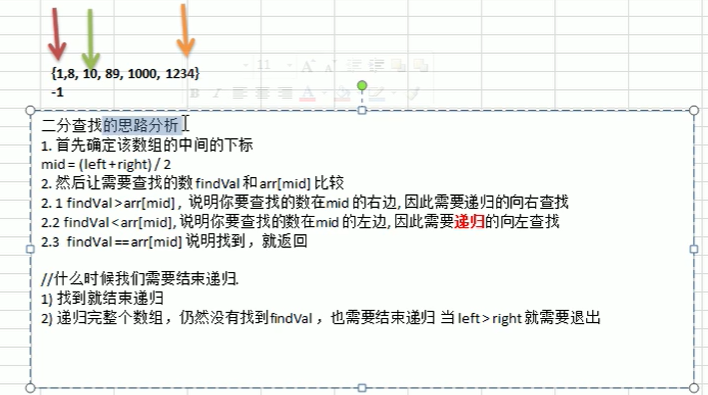 {1,8, 10, 89, 1000, 1234}
-1
二分查找的思路分析
1. 首先确定该数组的中间的下标
mid = (left + right) / 2
2. 然后让需要查找的数 findVal 和 arr[mid] 比较
2. 1 findVal > arr[mid] , 说明你要查找的数在mid 的右边, 因此需要递归的向右查找
2.2 findVal < arr[mid], 说明你要查找的数在mid 的左边, 因此需要递归的向左查找
2.3 findVal == arr[mid] 说明找到，就返回
//什么时候我们需要结束递归.
1) 找到就结束递归
2) 递归完整个数组，仍然没有找到findVal ，也需要结束递归 当 left > right 就需要退出